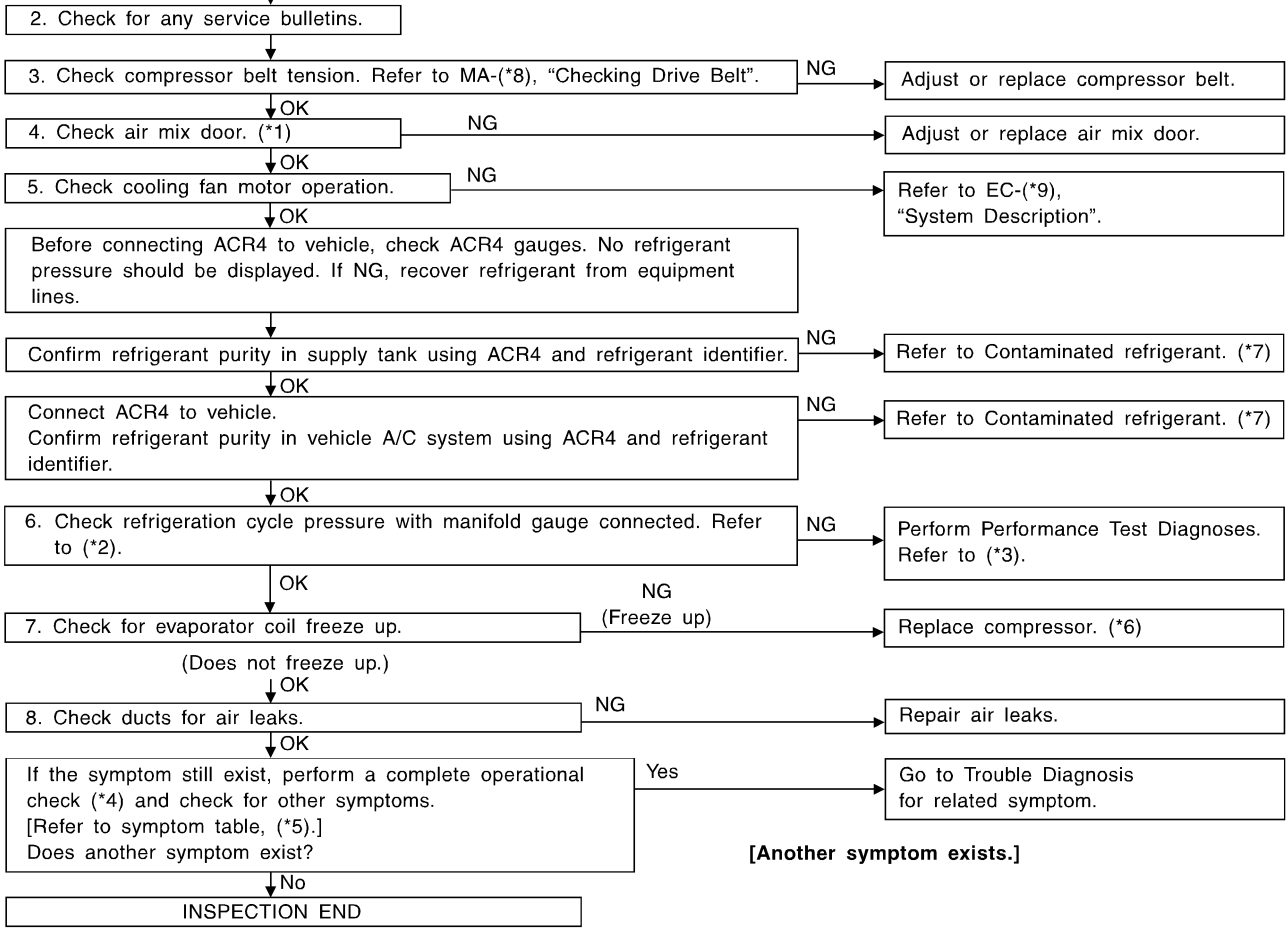 2. Check for any service bulletins.
3. Check compressor belt tension. Refer to MA-(*8), “Checking Drive Belt”.
NG
Adjust or replace compressor belt.
OK
4. Check air mix door. (*1)
NG
Adjust or replace air mix door.
OK
5. Check cooling fan motor operation.
NG
Refer to EC-(*9),
“System Description”.
OK
Before connecting ACR4 to vehicle, check ACR4 gauges. No refrigerant
pressure should be displayed. If NG, recover refrigerant from equipment
lines.
Confirm refrigerant purity in supply tank using ACR4 and refrigerant identifier.
NG
Refer to Contaminated refrigerant. (*7)
OK
Connect ACR4 to vehicle.
Confirm refrigerant purity in vehicle A/C system using ACR4 and refrigerant
identifier.
NG
Refer to Contaminated refrigerant. (*7)
OK
6. Check refrigeration cycle pressure with manifold gauge connected. Refer
to (*2).
NG
Perform Performance Test Diagnoses.
Refer to (*3).
OK
7. Check for evaporator coil freeze up.
NG
(Freeze up)
Replace compressor. (*6)
(Does not freeze up.)
OK
8. Check ducts for air leaks.
NG
Repair air leaks.
OK
If the symptom still exist, perform a complete operational
check (*4) and check for other symptoms.
[Refer to symptom table, (*5).]
Does another symptom exist?
Yes
Go to Trouble Diagnosis
for related symptom.
[Another symptom exists.]
No
INSPECTION END